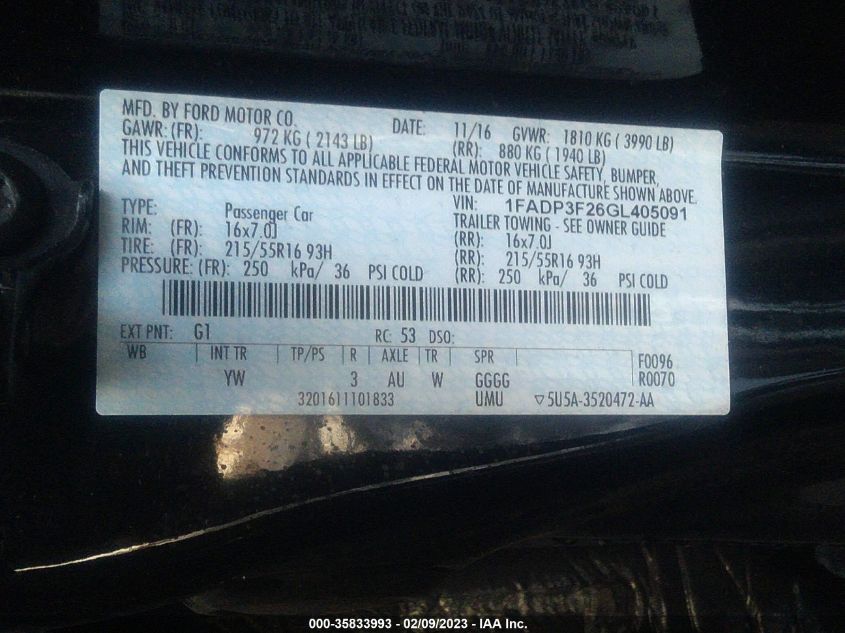 MFD. BY FORD MOTOR CO.
DATE: 11/16 GVWR: 1810 KG ( 3990 LB)
GAWR: (FR): 972 KG ( 2143 LB) (RR): 880 KG ( 1940 LB)
THIS VEHICLE CONFORMS TO ALL APPLICABLE FEDERAL MOTOR VEHICLE SAFETY, BUMPER,
AND THEFT PREVENTION STANDARDS IN EFFECT ON THE DATE OF MANUFACTURE SHOWN ABOVE.
VIN: 1FADP3F26GL405091
TYPE: Passenger Car TRAILER TOWING - SEE OWNER GUIDE
RIM: (FR): 16x7.0J (RR): 16x7.0J
TIRE: (FR): 215/55R16 93H (RR): 215/55R16 93H
PRESSURE: (FR): 250 kPa/ 36 PSI COLD (RR): 250 kPa/ 36 PSI COLD
EXT PNT: G1 RC: 53 DSO:
WB INT TR TP/PS R AXLE TR SPR F0096
YW 3 AU W GGGG R0070
3201611101833 UMU ▽5U5A-3520472-AA
000-35833993 - 02/09/2023 - IAA Inc.